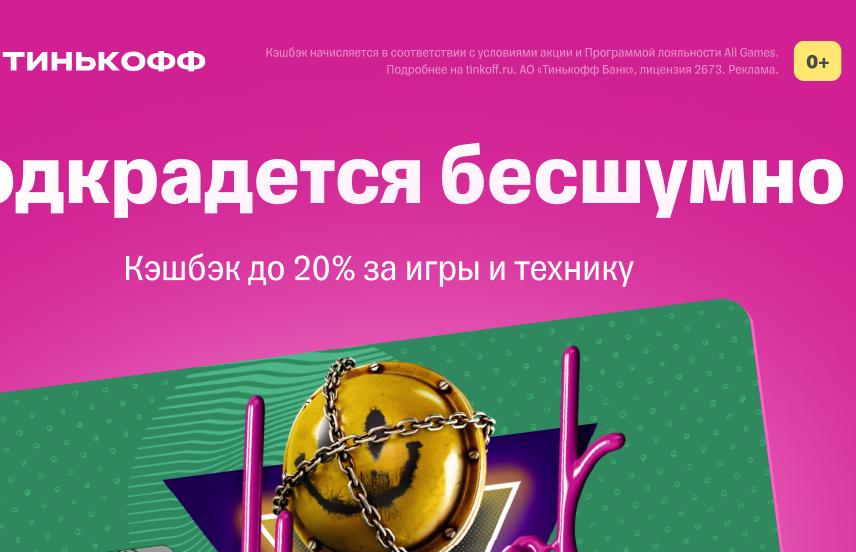 ТИНЬКОФФ
Кэшбэк начисляется в соответствии с условиями акции и Программой лояльности All Games.
Подробнее на tinkoff.ru. АО «Тинькофф Банк», лицензия 2673. Реклама.
0+
одкрадется бесшумно
Кэшбэк до 20% за игры и технику